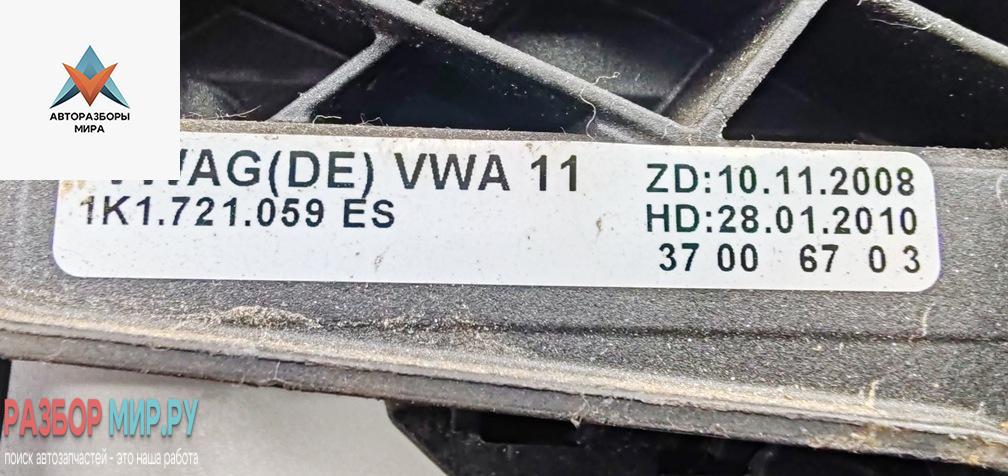 АВТОРАЗБОРЫ
МИРА
VWAG(DE) VWA 11
1K1.721.059 ES
ZD:10.11.2008
HD:28.01.2010
37 00 67 0 3
РАЗБОР МИР.РУ
поиск автозапчастей - это наша работа